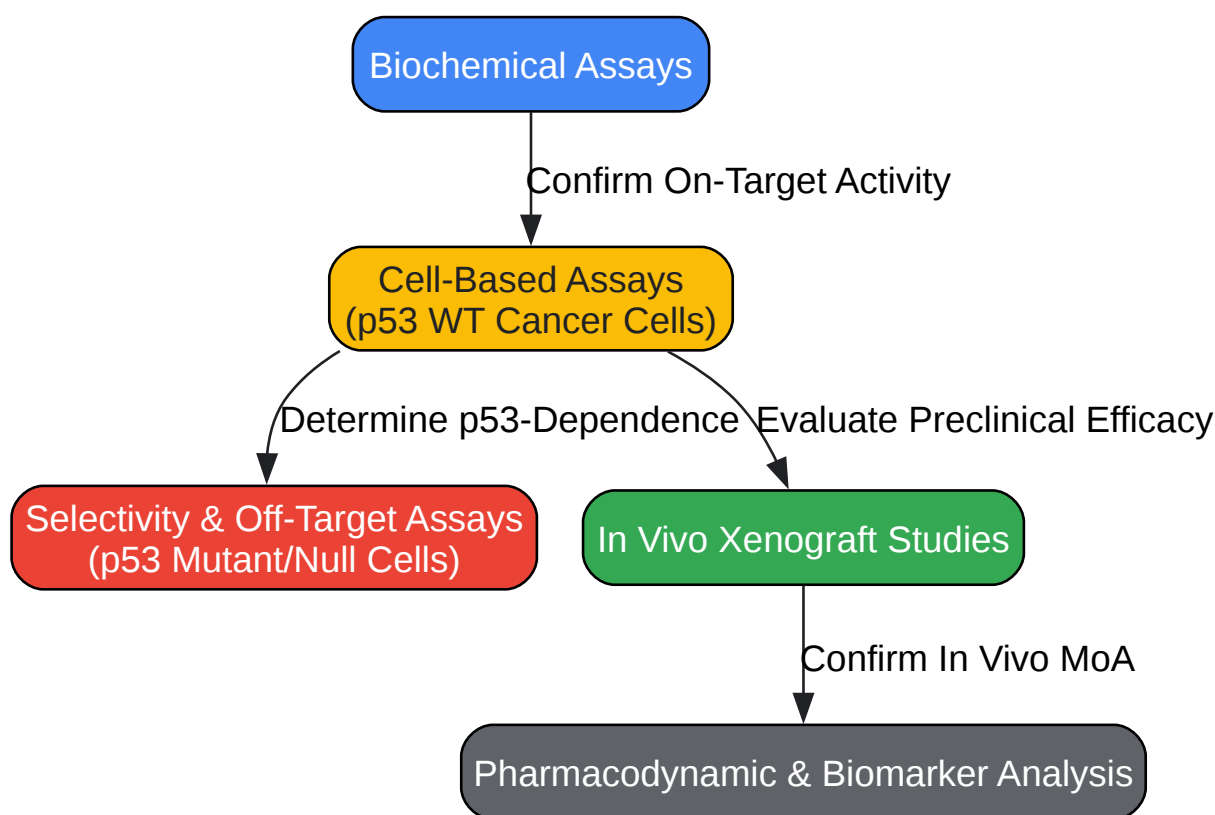 Biochemical Assays
Confirm On-Target Activity
Cell-Based Assays
(p53 WT Cancer Cells)
Determine p53-Dependence
Evaluate Preclinical Efficacy
Selectivity & Off-Target Assays
(p53 Mutant/Null Cells)
In Vivo Xenograft Studies
Confirm In Vivo MoA
Pharmacodynamic & Biomarker Analysis